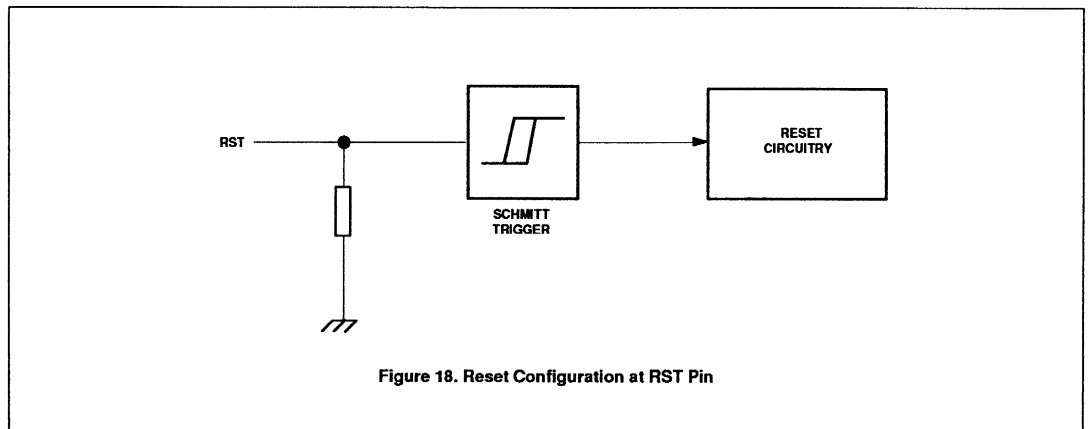 RST
SCHMITT
TRIGGER
RESET
CIRCUITRY
Figure 18. Reset Configuration at RST Pin